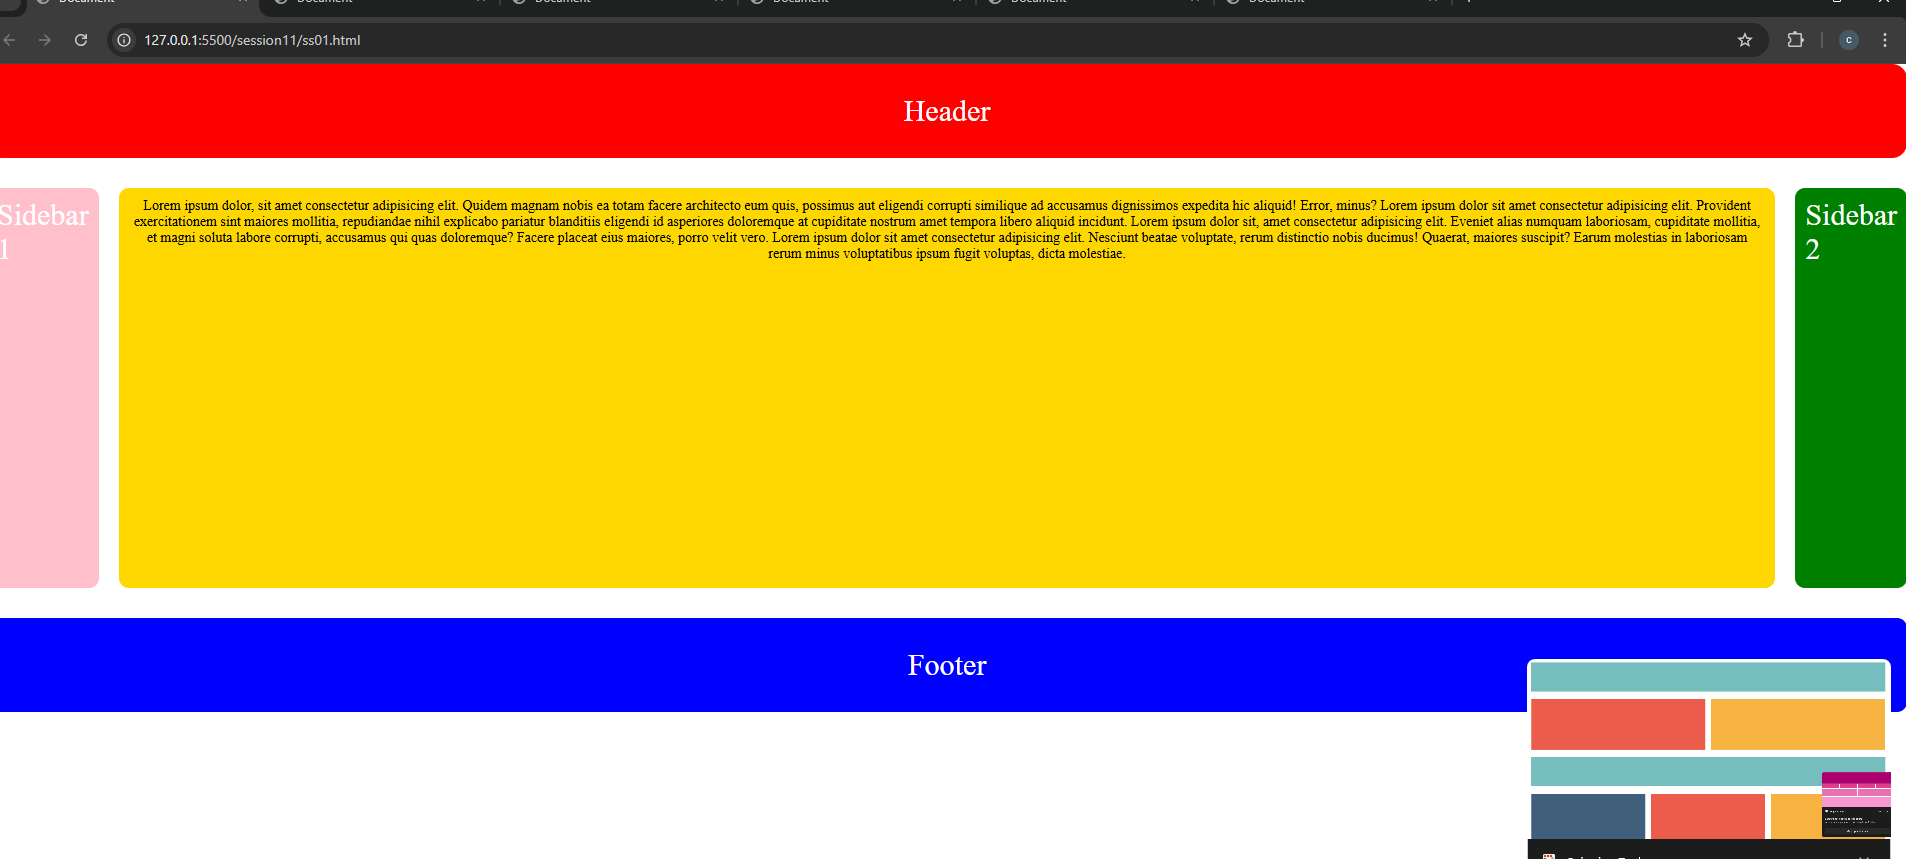 Document Document Document Document Document Document
127.0.0.1:5500/session11/ss01.html
c
Header
Sidebar
1
Lorem ipsum dolor, sit amet consectetur adipisicing elit. Quidem magnam nobis ea totam facere architecto eum quis, possimus aut eligendi corrupti similique ad accusamus dignissimos expedita hic aliquid! Error, minus? Lorem ipsum dolor sit amet consectetur adipisicing elit. Provident
exercitationem sint maiores mollitia, repudiandae nihil explicabo pariatur blanditiis eligendi id asperiores doloremque at cupiditate nostrum amet tempora libero aliquid incidunt. Lorem ipsum dolor sit, amet consectetur adipisicing elit. Eveniet alias numquam laboriosam, cupiditate mollitia,
et magni soluta labore corrupti, accusamus qui quas doloremque? Facere placeat eius maiores, porro velit vero. Lorem ipsum dolor sit amet consectetur adipisicing elit. Nesciunt beatae voluptate, rerum distinctio nobis ducimus! Quaerat, maiores suscipit? Earum molestias in laboriosam
rerum minus voluptatibus ipsum fugit voluptas, dicta molestiae.
Sidebar
2
Footer